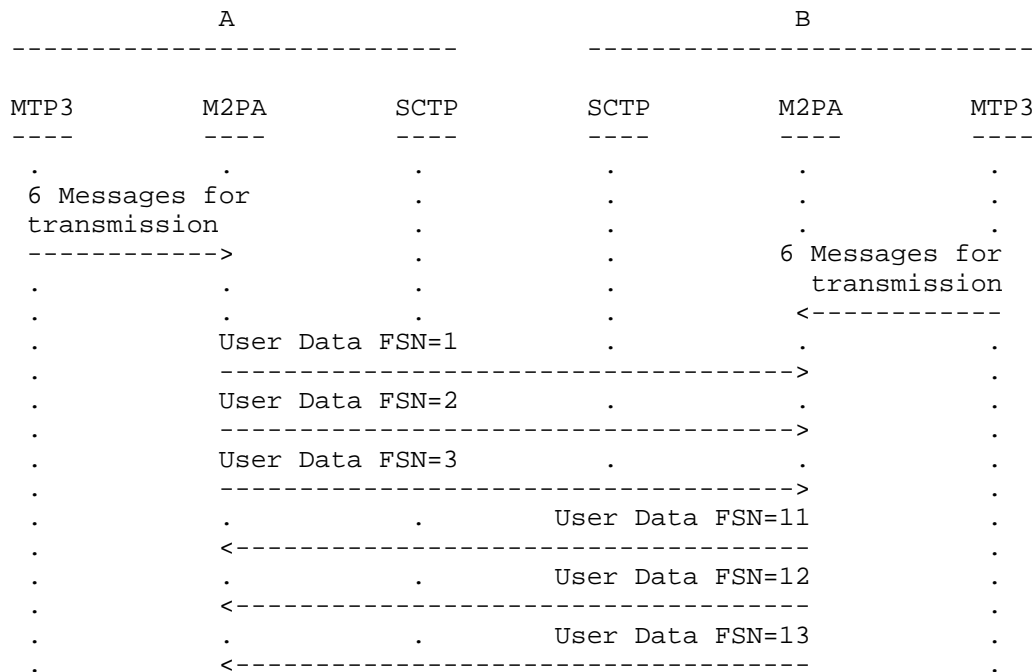 A                                  B
----------------------------        ----------------------------

MTP3        M2PA        SCTP        SCTP        M2PA        MTP3
----        ----        ----        ----        ----        ----
 .           .           .           .           .           .
 6 Messages for          .           .           .           .
 transmission            .           .           .           .
 ------------>           .           .          6 Messages for
 .           .           .           .            transmission
 .           .           .           .           <------------
 .           User Data FSN=1         .           .           .
 .           ------------------------------------>           .
 .           User Data FSN=2         .           .           .
 .           ------------------------------------>           .
 .           User Data FSN=3         .           .           .
 .           ------------------------------------>           .
 .           .           .        User Data FSN=11           .
 .           <------------------------------------           .
 .           .           .        User Data FSN=12           .
 .           <------------------------------------           .
 .           .           .        User Data FSN=13           .
 .           <------------------------------------           .